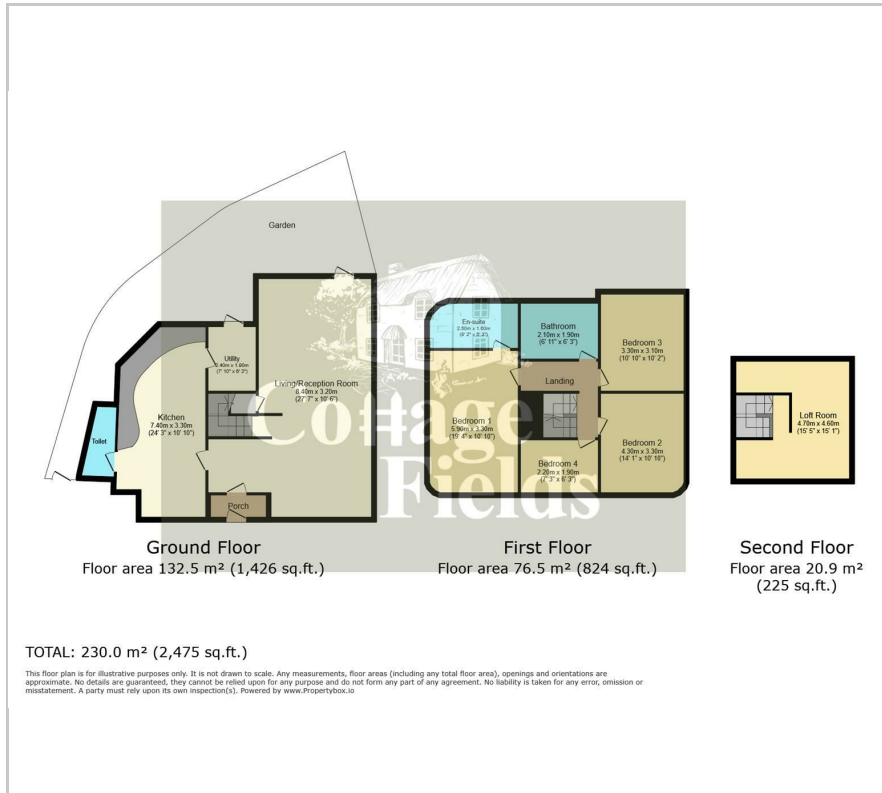 Garden
Utility
2.40m x 1.90m
(7' 10" x 6' 3")
Living/Reception Room
8.40m x 3.20m
(27' 7" x 10' 6")
Kitchen
7.40m x 3.30m
(24' 3" x 10' 10")
Toilet
Porch
En-suite
Bathroom
2.10m x 1.90m
(6' 11" x 6' 3")
Bedroom 3
3.30m x 3.10m
(10' 10" x 10' 2")
Landing
Bedroom 1
5.90m x 3.30m
(19' 4" x 10' 10")
Bedroom 2
4.30m x 3.30m
(14' 1" x 10' 10")
Bedroom 4
2.20m x 1.90m
(7' 3" x 6' 3")
Loft Room
4.70m x 4.60m
(15' 5" x 15' 1")
Cottage
Fields
Ground Floor
Floor area 132.5 m² (1,426 sq.ft.)
First Floor
Floor area 76.5 m² (824 sq.ft.)
Second Floor
Floor area 20.9 m²
(225 sq.ft.)
TOTAL: 230.0 m² (2,475 sq.ft.)
This floor plan is for illustrative purposes only. It is not drawn to scale. Any measurements, floor areas (including any total floor area), openings and orientations are
approximate. No details are guaranteed, they cannot be relied upon for any purpose and do not form any part of any agreement. No liability is taken for any error, omission or
misstatement. A party must rely upon its own inspection(s). Powered by www.Propertybox.io